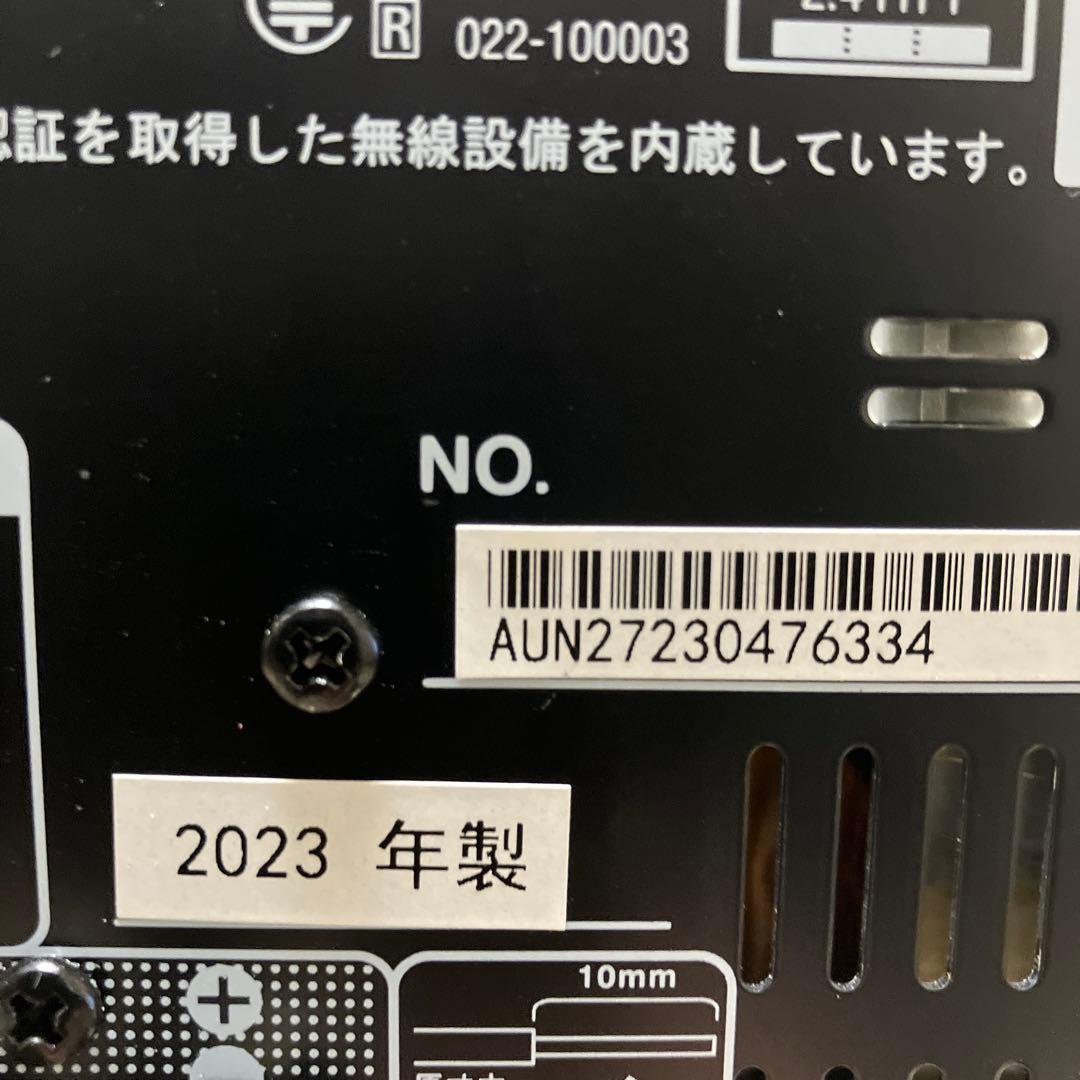 R 022-100003
証を取得した無線設備を内蔵しています。
NO.
AUN27230476334
2023 年製
+
10mm